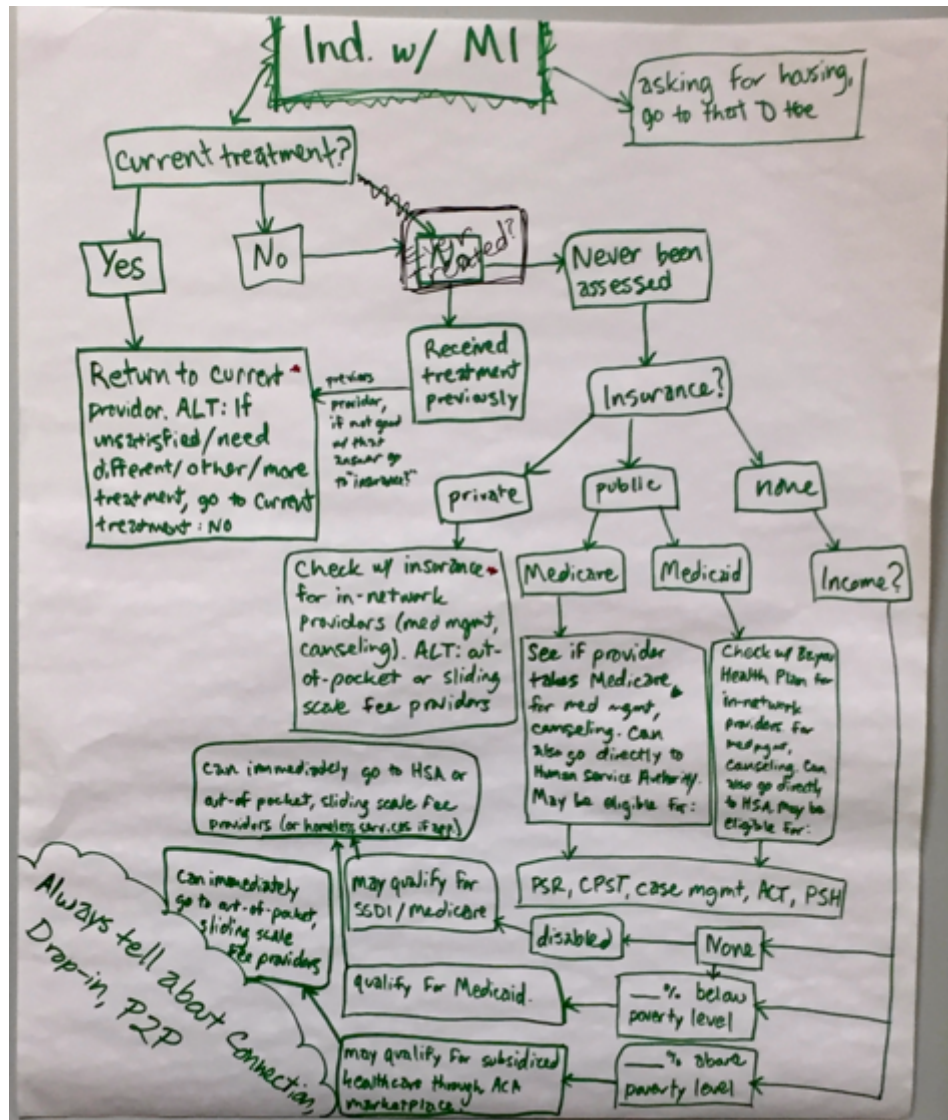 Ind. w/ MI
asking for housing,
go to that D tree
Current treatment?
Yes
No
Ever
treated?
No
Never been
assessed
Return to current
providor. ALT: If
unsatisfied/need
different/other/more
treatment, go to Current
treatment: NO
previous
provider,
if not good
w/ that
answer go
to "insurance?"
Received
treatment
previously
Insurance?
private
public
none
Check w/ insurance
for in-network
providors (med mgmt,
counseling). ALT: out-
of-pocket or sliding
scale fee providers
Medicare
Medicaid
Income?
See if provider
takes Medicare
for med mgmt,
counseling. Can
also go directly to
Human Service Authority.
May be eligible for:
Check w/
Health Plan for
in-network
providers for
med mgmt,
counseling. Can
also go directly
to HSA. May be
eligible for:
can immediately go to HSA or
out-of pocket, sliding scale fee
providers (or homeless services if app.)
PSR, CPST, case mgmt, ACT, PSH
can immediately
go to out-of-pocket,
sliding scale
fee providers
may qualify for
SSDI/medicare
disabled
None
qualify for Medicaid.
__% below
poverty level
may qualify for subsidiced
healthcare through ACA
marketplace.
__% above
poverty level
Always tell about Connection,
Drop-in, P2P